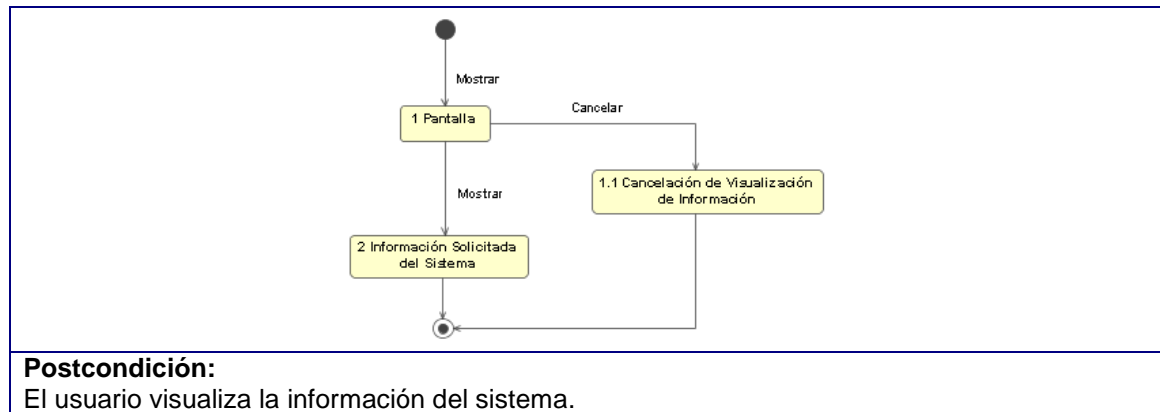 Mostrar
1 Pantalla
Cancelar
1.1 Cancelación de Visualización
de Información
Mostrar
2 Información Solicitada
del Sistema
Postcondición:
El usuario visualiza la información del sistema.